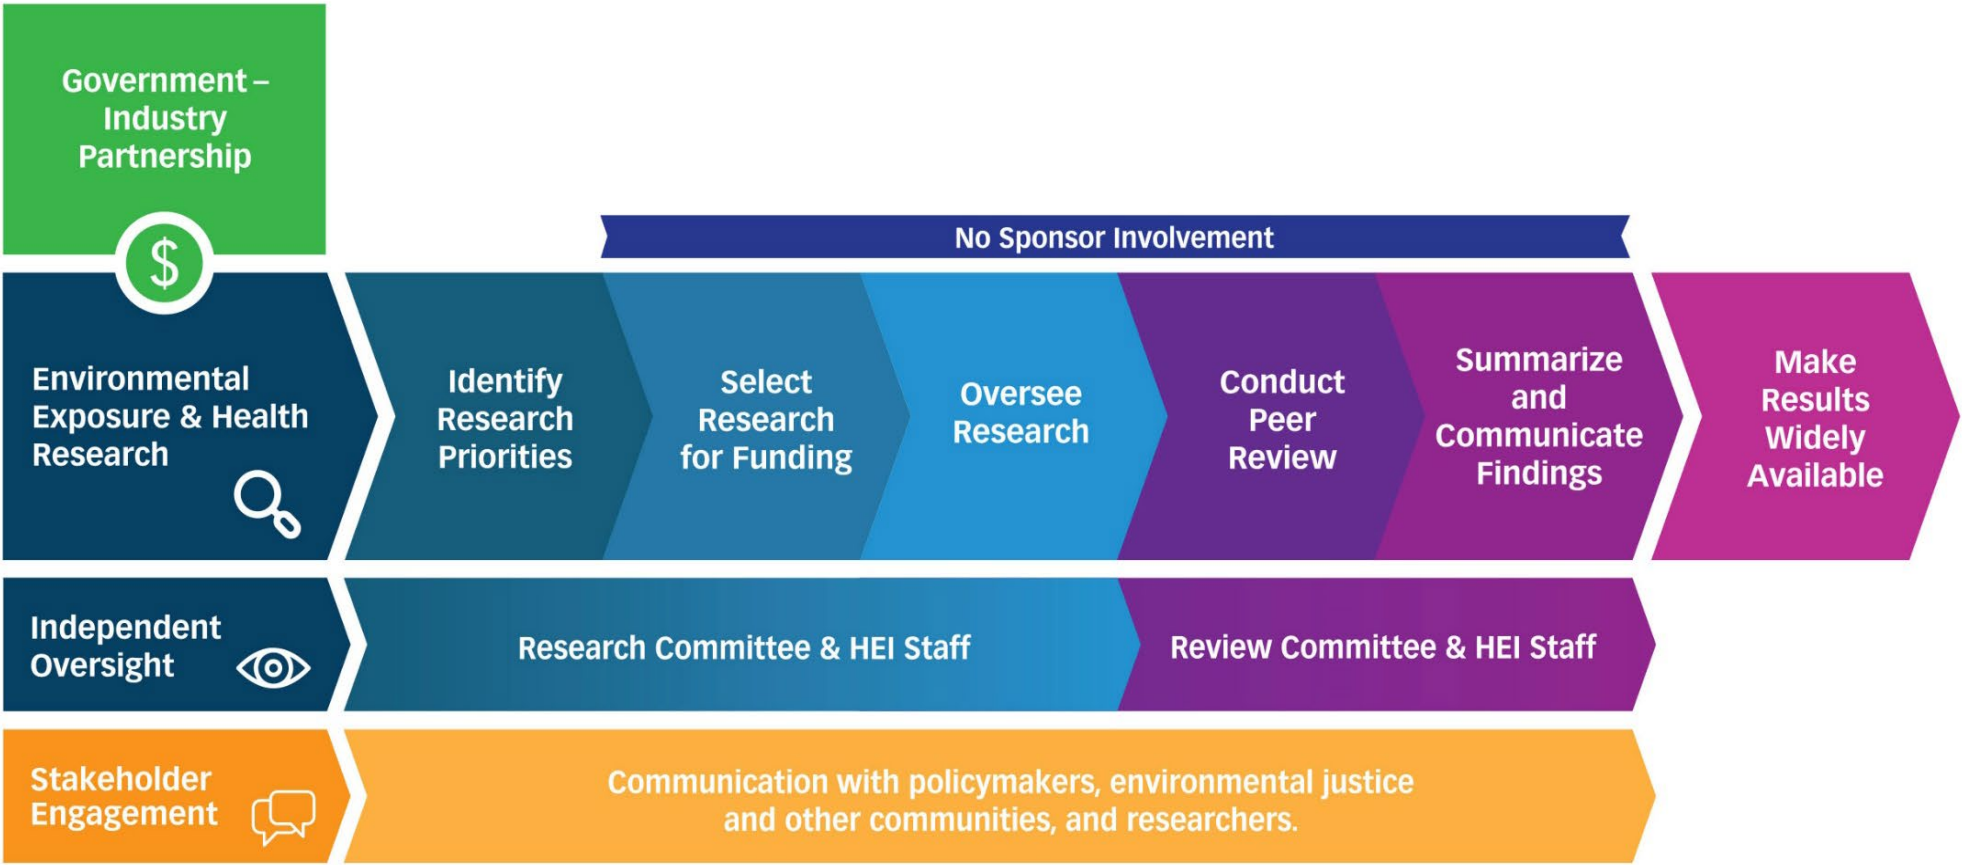 Government –
Industry
Partnership
$
No Sponsor Involvement
Environmental
Exposure & Health
Research
Identify
Research
Priorities
Select
Research
for Funding
Oversee
Research
Conduct
Peer
Review
Summarize
and
Communicate
Findings
Make
Results
Widely
Available
Independent
Oversight
Research Committee & HEI Staff
Review Committee & HEI Staff
Stakeholder
Engagement
Communication with policymakers, environmental justice
and other communities, and researchers.